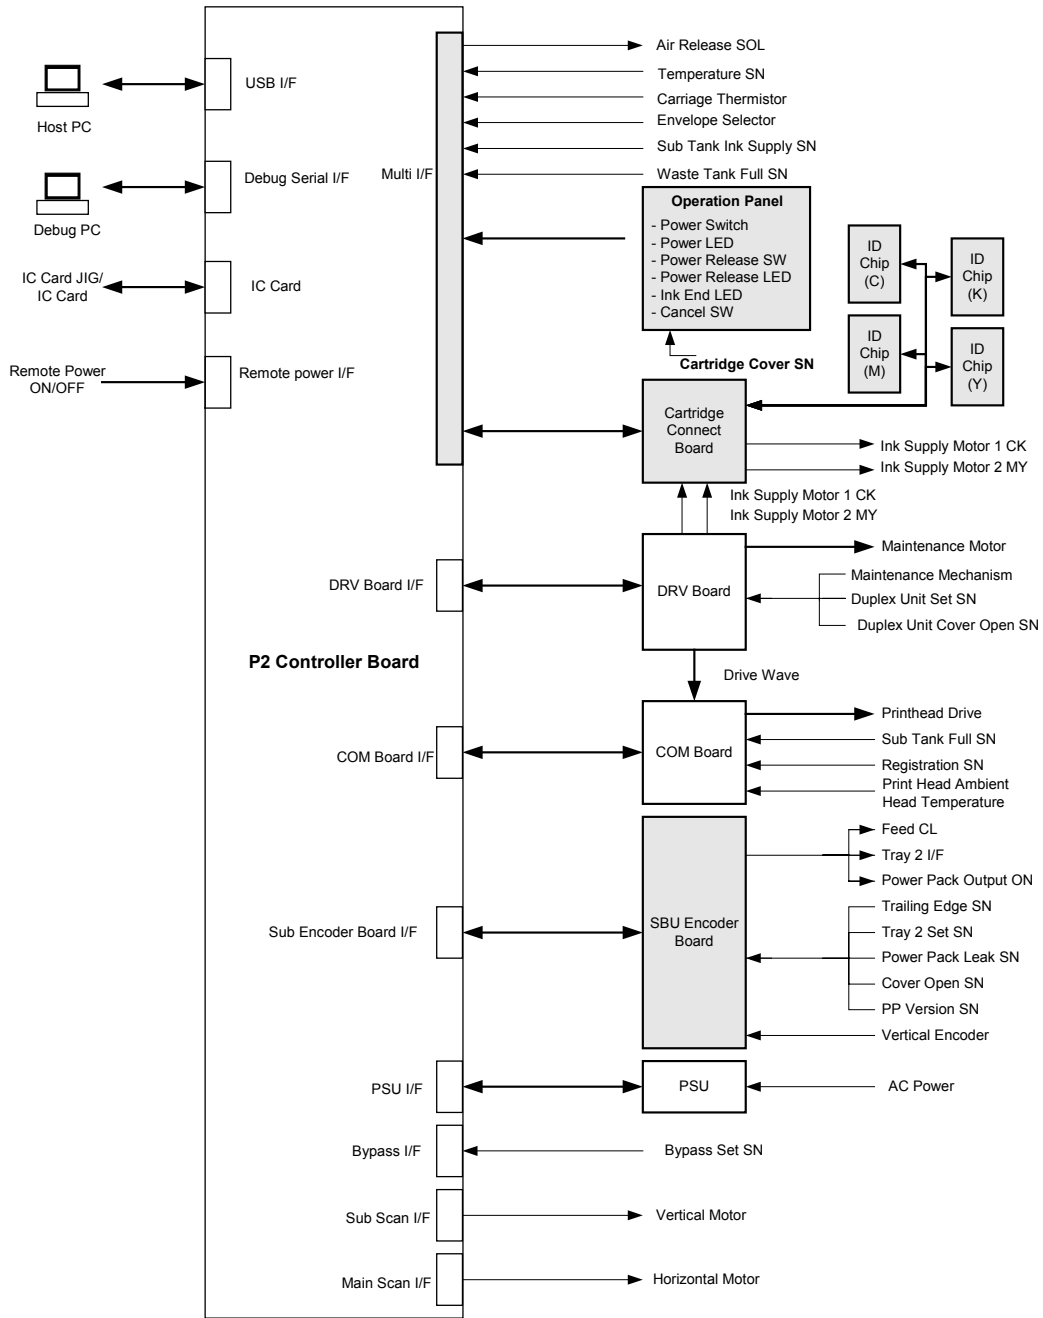 Host PC
USB I/F
Debug PC
Debug Serial I/F
IC Card JIG/
IC Card
IC Card
Remote Power
ON/OFF
Remote power I/F
P2 Controller Board
Multi I/F
Air Release SOL
Temperature SN
Carriage Thermistor
Envelope Selector
Sub Tank Ink Supply SN
Waste Tank Full SN
Operation Panel
- Power Switch
- Power LED
- Power Release SW
- Power Release LED
- Ink End LED
- Cancel SW
Cartridge Cover SN
ID
Chip
(C)
ID
Chip
(K)
ID
Chip
(M)
ID
Chip
(Y)
Cartridge
Connect
Board
Ink Supply Motor 1 CK
Ink Supply Motor 2 MY
Ink Supply Motor 1 CK
Ink Supply Motor 2 MY
DRV Board I/F
DRV Board
Maintenance Motor
Maintenance Mechanism
Duplex Unit Set SN
Duplex Unit Cover Open SN
Drive Wave
COM Board I/F
COM Board
Printhead Drive
Sub Tank Full SN
Registration SN
Print Head Ambient
Head Temperature
Sub Encoder Board I/F
SBU Encoder
Board
Feed CL
Tray 2 I/F
Power Pack Output ON
Trailing Edge SN
Tray 2 Set SN
Power Pack Leak SN
Cover Open SN
PP Version SN
Vertical Encoder
PSU I/F
PSU
AC Power
Bypass I/F
Bypass Set SN
Sub Scan I/F
Vertical Motor
Main Scan I/F
Horizontal Motor